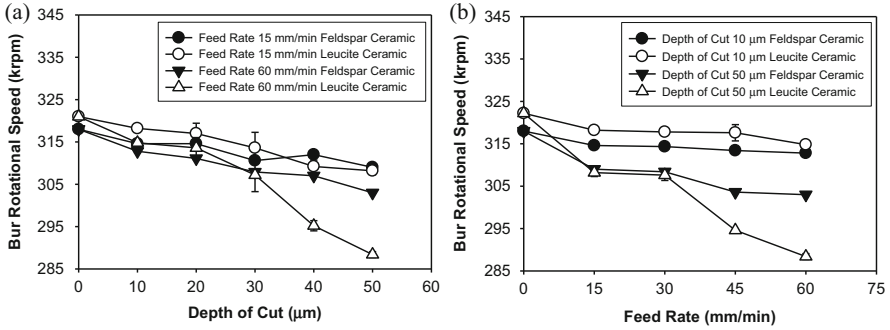 (a)
345
335
325
315
305
295
285
Bur Rotational Speed (krpm)
Feed Rate 15 mm/min Feldspar Ceramic
Feed Rate 15 mm/min Leucite Ceramic
Feed Rate 60 mm/min Feldspar Ceramic
Feed Rate 60 mm/min Leucite Ceramic
0 10 20 30 40 50 60
Depth of Cut (μm)
(b)
345
335
325
315
305
295
285
Bur Rotational Speed (krpm)
Depth of Cut 10 μm Feldspar Ceramic
Depth of Cut 10 μm Leucite Ceramic
Depth of Cut 50 μm Feldspar Ceramic
Depth of Cut 50 μm Leucite Ceramic
0 15 30 45 60 75
Feed Rate (mm/min)